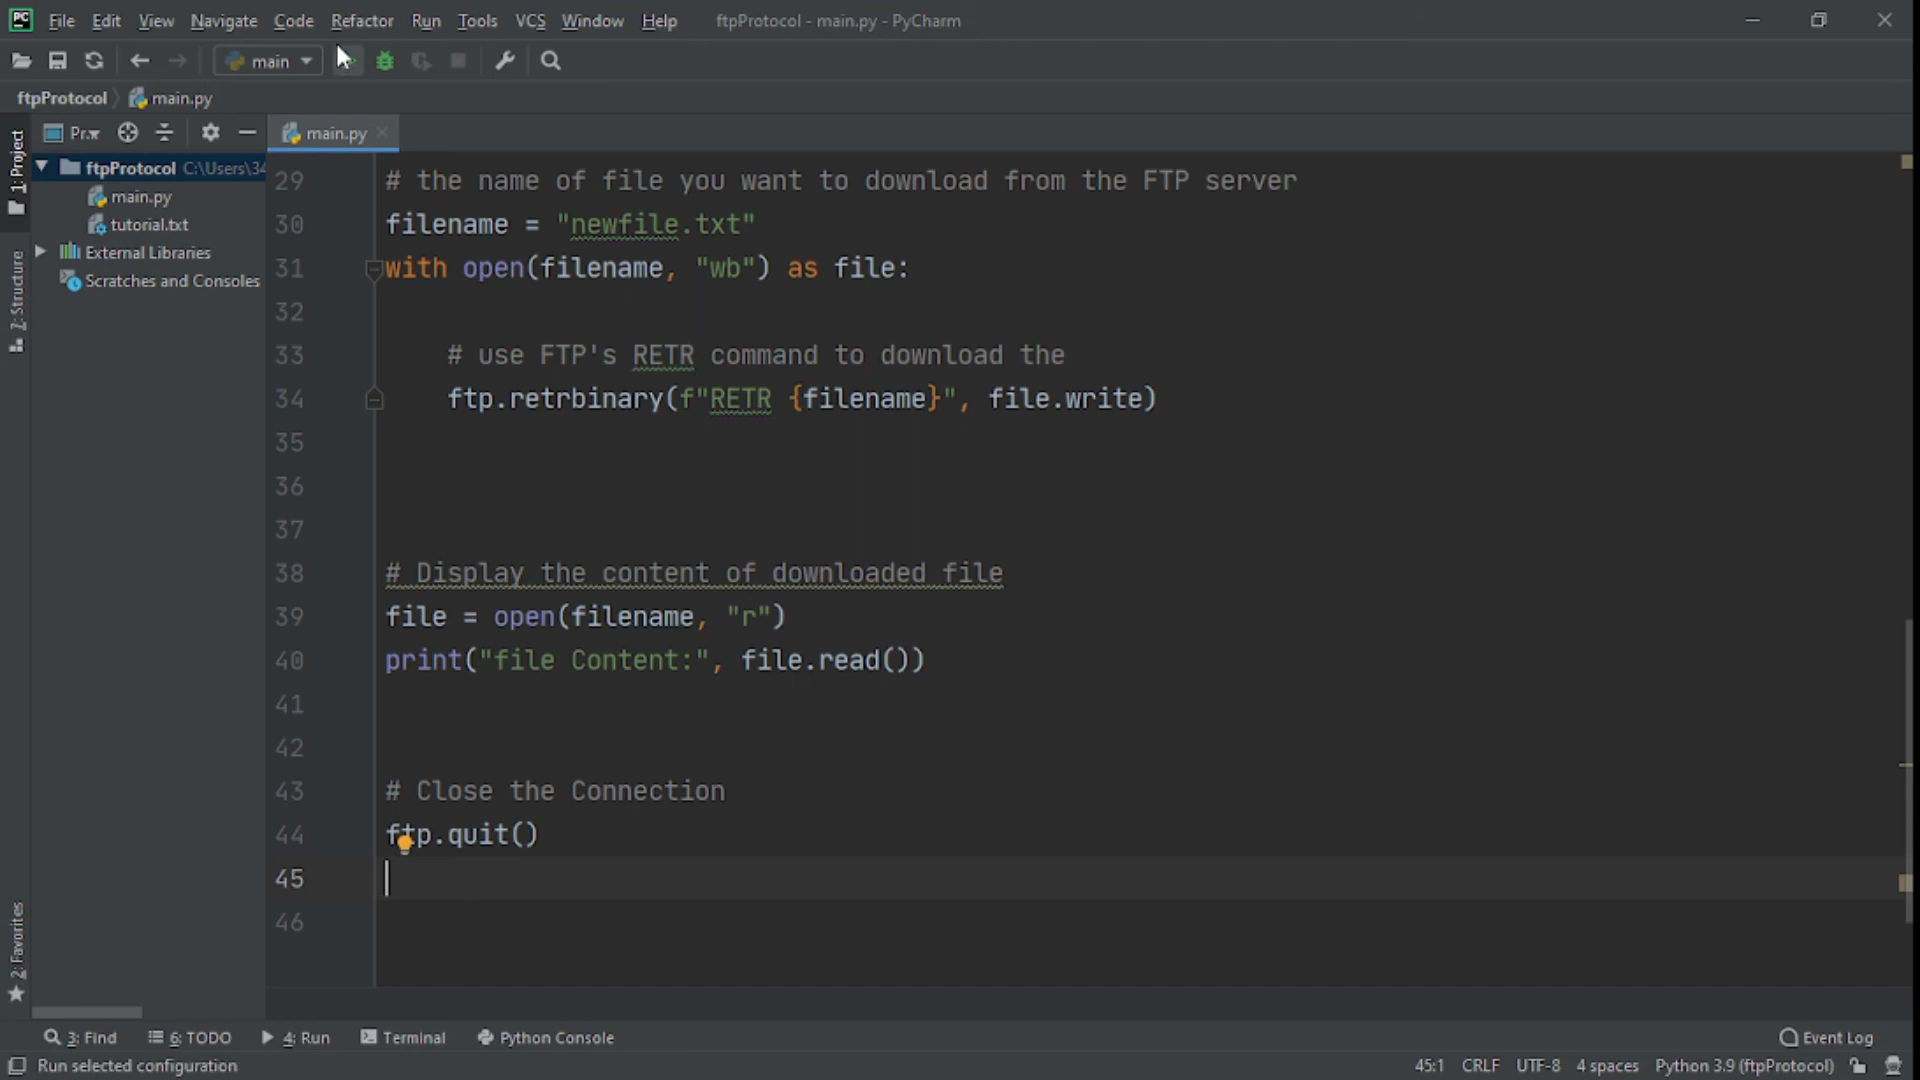 PC File Edit View Navigate Code Refactor Run Tools VCS Window Help ftpProtocol - main.py - PyCharm
main
ftpProtocol main.py
Pr... main.py
1: Project
7: Structure
2: Favorites
ftpProtocol C:\Users\34
main.py
tutorial.txt
External Libraries
Scratches and Consoles
29 # the name of file you want to download from the FTP server
30 filename = "newfile.txt"
31 with open(filename, "wb") as file:
32
33 # use FTP's RETR command to download the
34 ftp.retrbinary(f"RETR {filename}", file.write)
35
36
37
38 # Display the content of downloaded file
39 file = open(filename, "r")
40 print("file Content:", file.read())
41
42
43 # Close the Connection
44 ftp.quit()
45
46
3: Find 6: TODO 4: Run Terminal Python Console Event Log
Run selected configuration 45:1 CRLF UTF-8 4 spaces Python 3.9 (ftpProtocol)